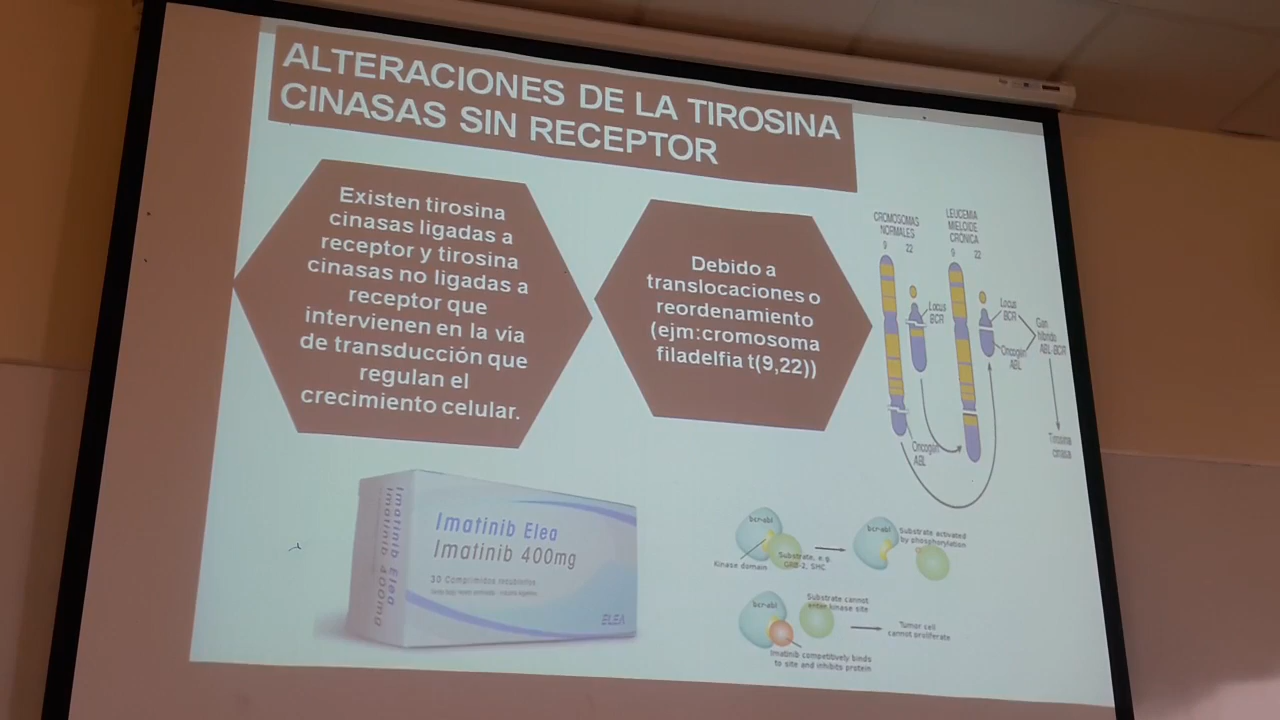 ALTERACIONES DE LA TIROSINA
CINASAS SIN RECEPTOR
Existen tirosina
cinasas ligadas a
receptor y tirosina
cinasas no ligadas a
receptor que
intervienen en la via
de transducción que
regulan el
crecimiento celular.
Debido a
translocaciones o
reordenamiento
(ejm:cromosoma
filadelfia t(9,22))
CROMOSOMAS
NORMALES
9 22
LEUCEMIA
MIELOIDE
CRÓNICA
9 22
Locus
BCR
Oncogén
ABL
Locus
BCR
Oncogén
ABL
Gen
híbrido
ABL-BCR
Tirosina
cinasa
Imatinib Elea
Imatinib 400mg
Imatinib Elea
Imatinib 400mg
30 Comprimidos
ELEA
bcr-abl
Kinase domain
Substrate, e.g.
GRB-2, SHC
bcr-abl
Substrate activated
by phosphorylation
bcr-abl
Substrate cannot
enter kinase site
Tumor cell
cannot proliferate
Imatinib competitively binds
to site and inhibits protein